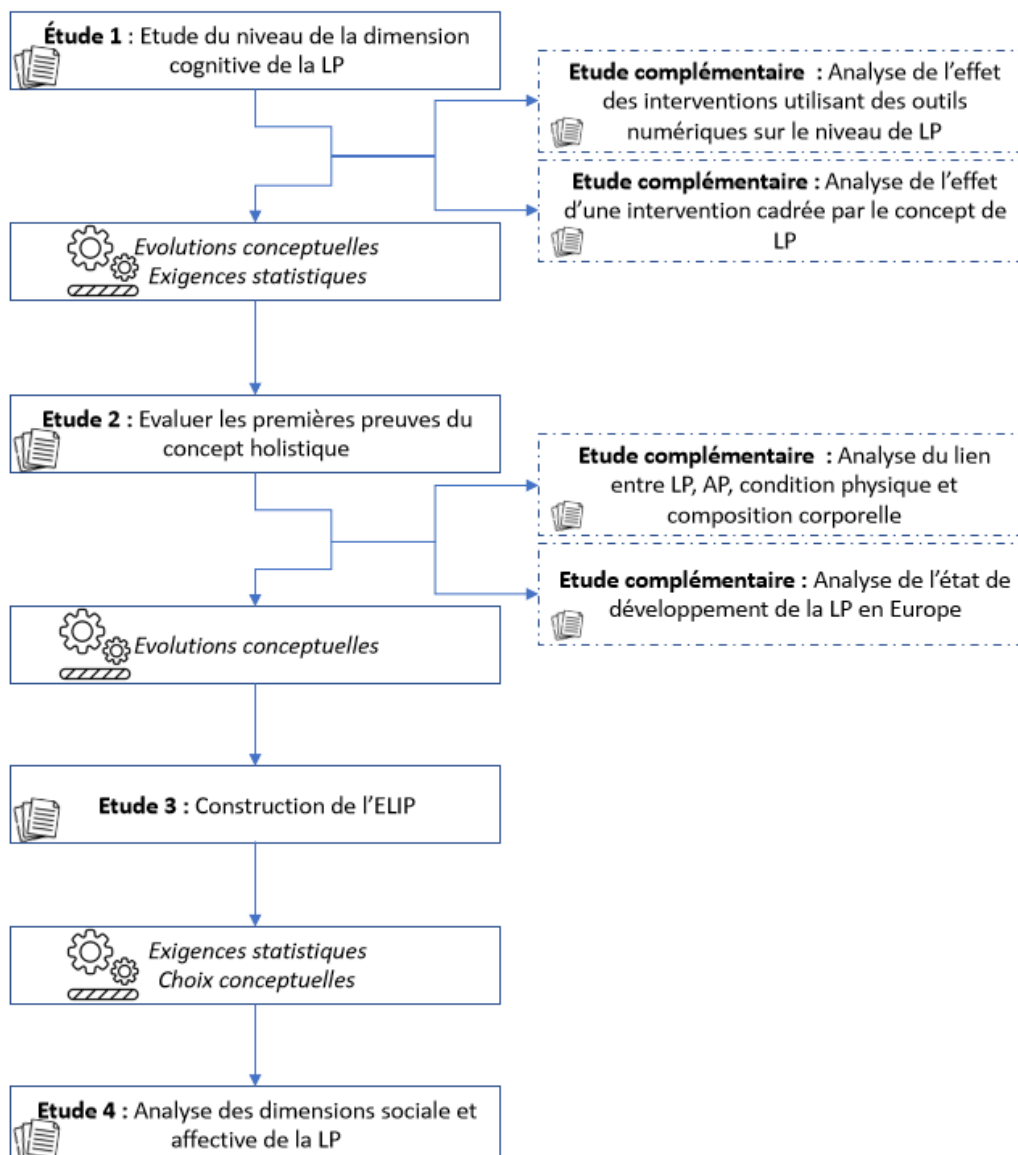 Étude 1 : Etude du niveau de la dimension
cognitive de la LP
Etude complémentaire : Analyse de l'effet
des interventions utilisant des outils
numériques sur le niveau de LP
Etude complémentaire : Analyse de l'effet
d'une intervention cadrée par le concept de
LP
Evolutions conceptuelles
Exigences statistiques
Etude 2 : Evaluer les premières preuves du
concept holistique
Etude complémentaire : Analyse du lien
entre LP, AP, condition physique et
composition corporelle
Etude complémentaire : Analyse de l'état de
développement de la LP en Europe
Evolutions conceptuelles
Etude 3 : Construction de l'ELIP
Exigences statistiques
Choix conceptuelles
Etude 4 : Analyse des dimensions sociale et
affective de la LP